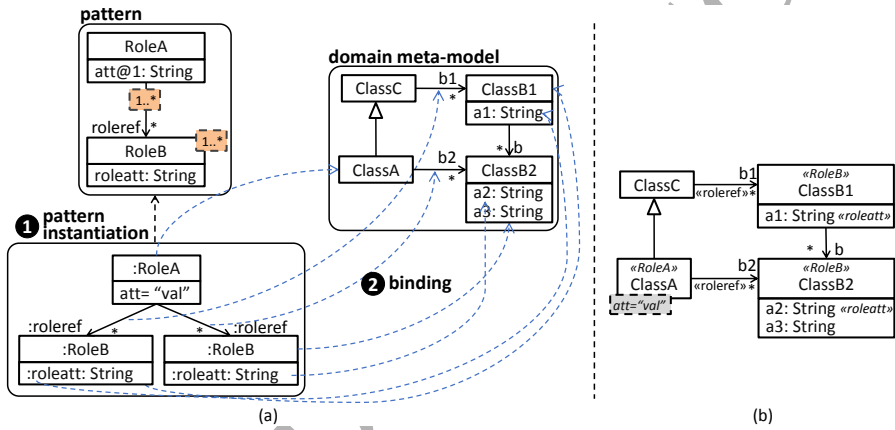 pattern
RoleA
att@1: String
1..*
roleref *
1..*
RoleB
roleatt: String
domain meta-model
ClassC
b1
*
ClassB1
a1: String
* b
ClassA
b2
*
ClassB2
a2: String
a3: String
1 pattern
instantiation
:RoleA
att= “val”
:roleref * * :roleref
:RoleB
:roleatt: String
:RoleB
:roleatt: String
2 binding
(a)
ClassC
b1
«roleref» *
«RoleB»
ClassB1
a1: String «roleatt»
* b
«RoleA»
ClassA
att=“val”
b2
«roleref» *
«RoleB»
ClassB2
a2: String «roleatt»
a3: String
(b)